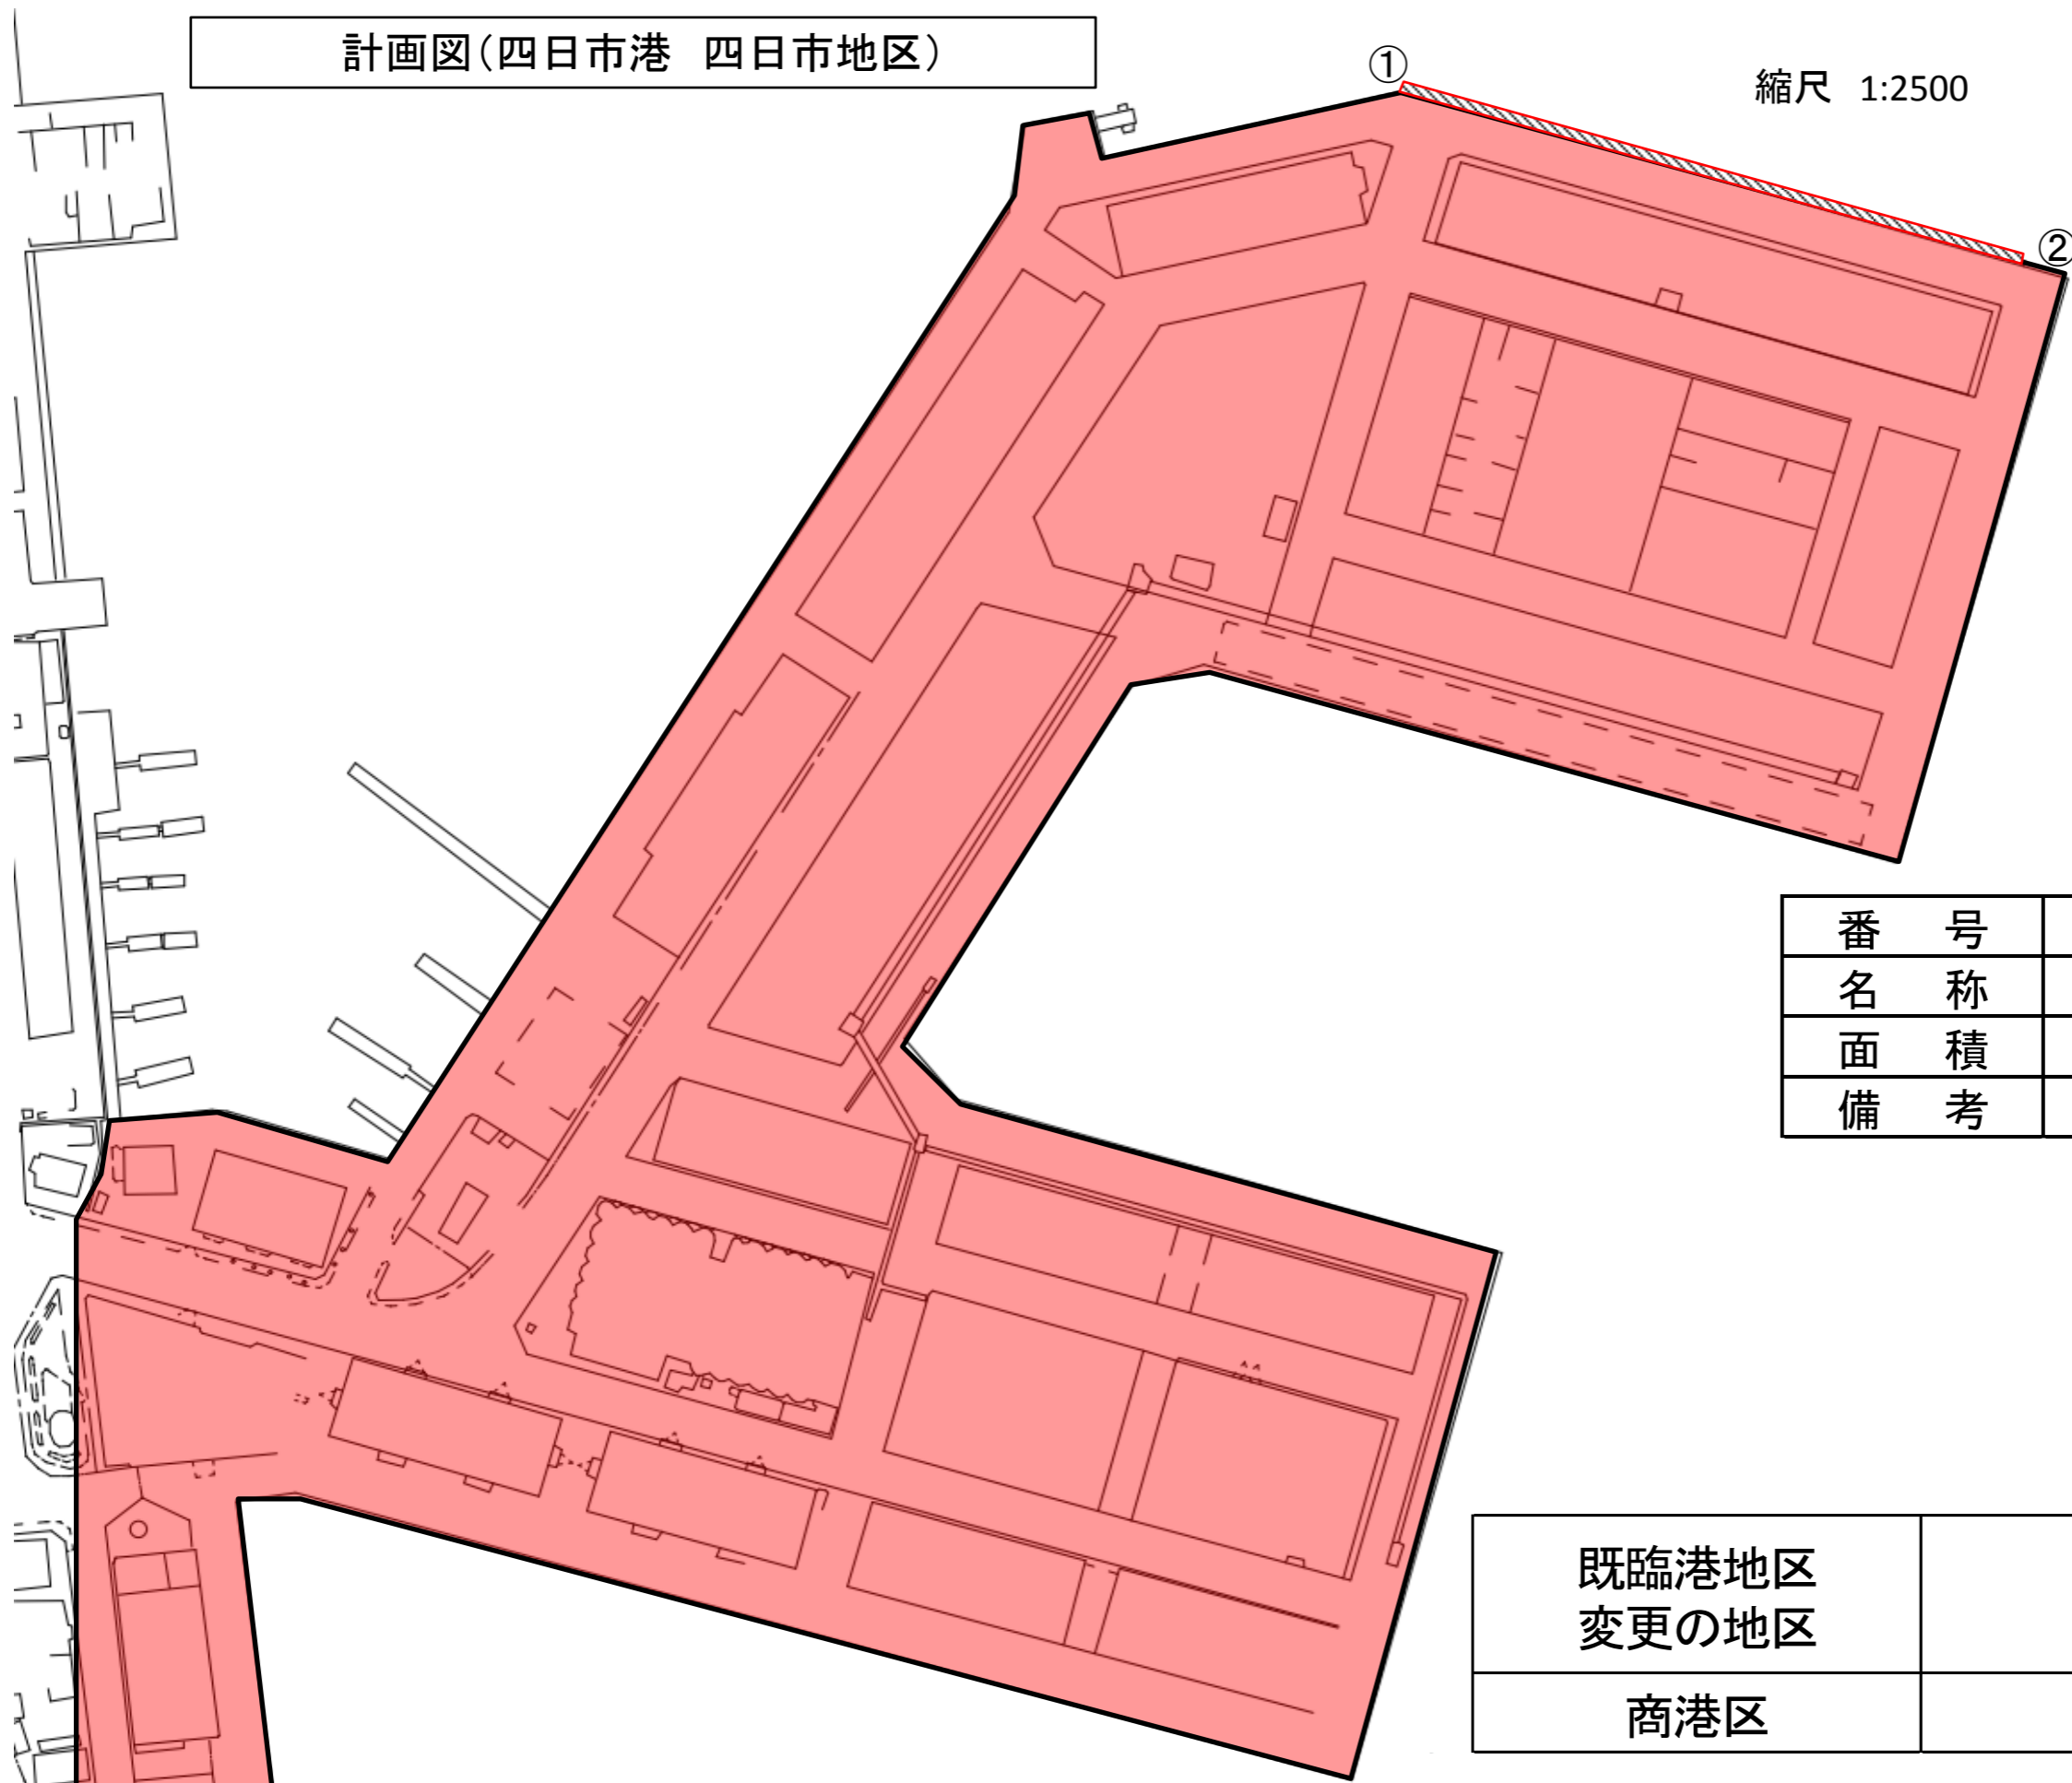 計画図(四日市港　四日市地区)
①
縮尺　1:2500
②
番　号
名　称
面　積
備　考
既臨港地区
変更の地区
商港区